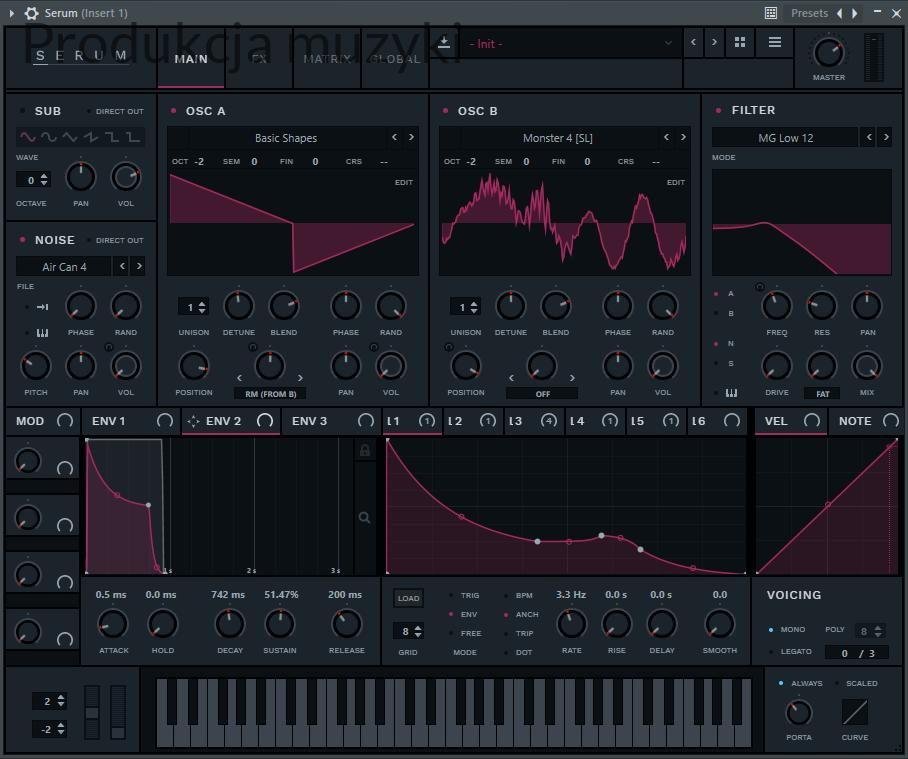 Serum (Insert 1) Presets
Produkcja muzyki
SERUM MAIN FX MATRIX GLOBAL - Init - MASTER
SUB DIRECT OUT
WAVE
0
OCTAVE PAN VOL
NOISE DIRECT OUT
Air Can 4
FILE
PHASE RAND
PITCH PAN VOL
OSC A
Basic Shapes
OCT -2 SEM 0 FIN 0 CRS --
EDIT
1
UNISON DETUNE BLEND PHASE RAND
POSITION RM (FROM B) PAN VOL
OSC B
Monster 4 [SL]
OCT -2 SEM 0 FIN 0 CRS --
EDIT
1
UNISON DETUNE BLEND PHASE RAND
POSITION OFF PAN VOL
FILTER
MG Low 12
MODE
A
B
N
S
FREQ RES PAN
DRIVE FAT MIX
MOD ENV 1 ENV 2 ENV 3 L1 1 L2 1 L3 4 L4 1 L5 1 L6 VEL NOTE
1 s 2 s 3 s
0.5 ms 0.0 ms 742 ms 51.47% 200 ms
ATTACK HOLD DECAY SUSTAIN RELEASE
LOAD
8
GRID
TRIG
ENV
FREE
MODE
BPM
ANCH
TRIP
DOT
3.3 Hz 0.0 s 0.0 s 0.0
RATE RISE DELAY SMOOTH
VOICING
MONO POLY 8
LEGATO 0 / 3
2
-2
ALWAYS SCALED
PORTA CURVE